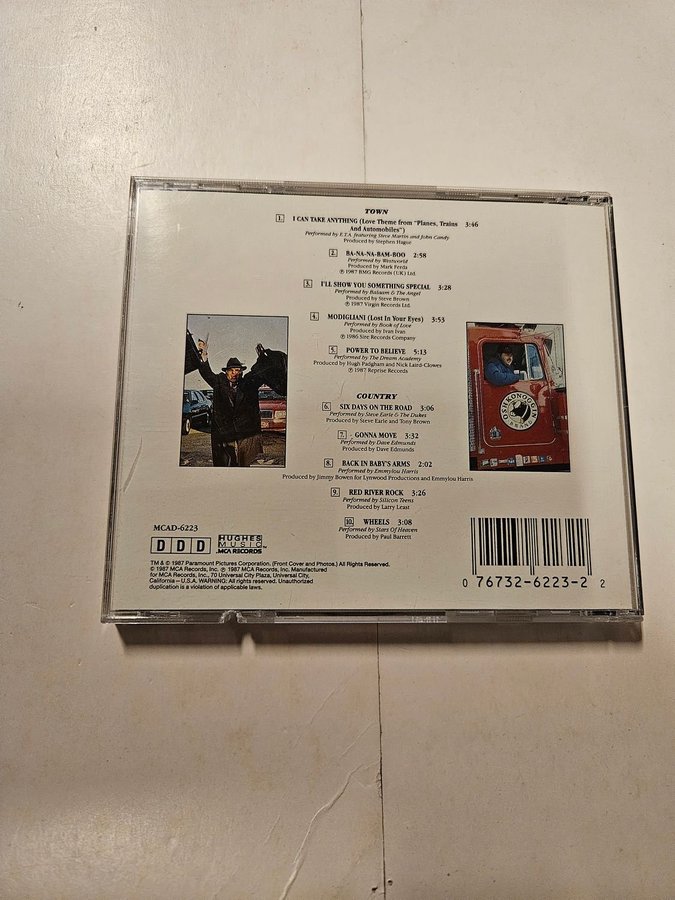 TOWN
1. I CAN TAKE ANYTHING (Love Theme from "Planes, Trains 3:46
And Automobiles")
Performed by E.T.A. featuring Steve Martin and John Candy
Produced by Stephen Hague
2. BA-NA-NA-BAM-BOO 2:58
Performed by Westworld
Produced by Mark Ferda
℗ 1987 BMG Records (UK) Ltd.
3. I'LL SHOW YOU SOMETHING SPECIAL 3:28
Performed by Balaam & The Angel
Produced by Steve Brown
℗ 1987 Virgin Records Ltd.
4. MODIGLIANI (Lost In Your Eyes) 3:53
Performed by Book of Love
Produced by Ivan Ivan
℗ 1986 Sire Records Company
5. POWER TO BELIEVE 5:13
Performed by The Dream Academy
Produced by Hugh Padgham and Nick Laird-Clowes
℗ 1987 Reprise Records
COUNTRY
6. SIX DAYS ON THE ROAD 3:06
Performed by Steve Earle & The Dukes
Produced by Steve Earle and Tony Brown
7. GONNA MOVE 3:32
Performed by Dave Edmunds
Produced by Dave Edmunds
8. BACK IN BABY'S ARMS 2:02
Performed by Emmylou Harris
Produced by Jimmy Bowen for Lynwood Productions and Emmylou Harris
9. RED RIVER ROCK 3:26
Performed by Silicon Teens
Produced by Larry Least
10. WHEELS 3:08
Performed by Stars Of Heaven
Produced by Paul Barrett
MCAD-6223
D D D
HUGHES
MUSIC™
MCA RECORDS
TM & © 1987 Paramount Pictures Corporation. (Front Cover and Photos.) All Rights Reserved.
© 1987 MCA Records, Inc. ℗ 1987 MCA Records, Inc. Manufactured
for MCA Records, Inc., 70 Universal City Plaza, Universal City,
California – U.S.A. WARNING: All rights reserved. Unauthorized
duplication is a violation of applicable laws.
0 76732-6223-2 2